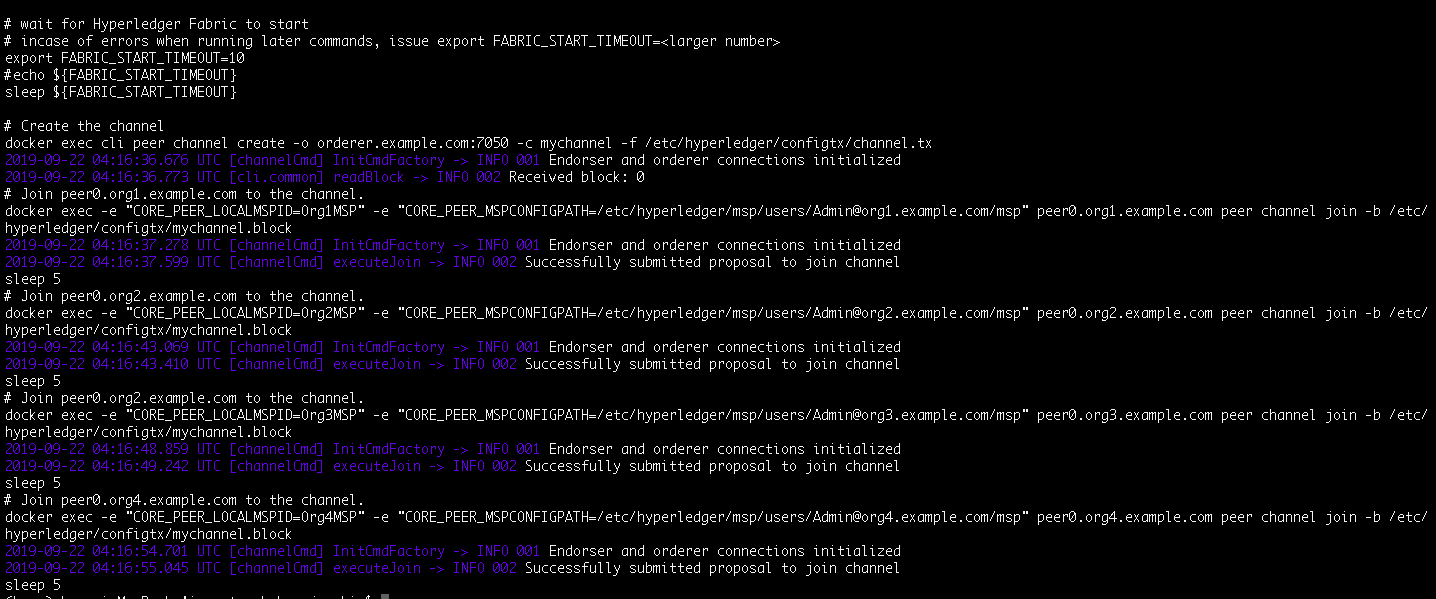 # wait for Hyperledger Fabric to start
# incase of errors when running later commands, issue export FABRIC_START_TIMEOUT=<larger number>
export FABRIC_START_TIMEOUT=10
#echo ${FABRIC_START_TIMEOUT}
sleep ${FABRIC_START_TIMEOUT}
# Create the channel
docker exec cli peer channel create -o orderer.example.com:7050 -c mychannel -f /etc/hyperledger/configtx/channel.tx
2019-09-22 04:16:36.676 UTC [channelCmd] InitCmdFactory -> INFO 001 Endorser and orderer connections initialized
2019-09-22 04:16:36.773 UTC [cli.common] readBlock -> INFO 002 Received block: 0
# Join peer0.org1.example.com to the channel.
docker exec -e "CORE_PEER_LOCALMSPID=Org1MSP" -e "CORE_PEER_MSPCONFIGPATH=/etc/hyperledger/msp/users/Admin@org1.example.com/msp" peer0.org1.example.com peer channel join -b /etc/
hyperledger/configtx/mychannel.block
2019-09-22 04:16:37.278 UTC [channelCmd] InitCmdFactory -> INFO 001 Endorser and orderer connections initialized
2019-09-22 04:16:37.599 UTC [channelCmd] executeJoin -> INFO 002 Successfully submitted proposal to join channel
sleep 5
# Join peer0.org2.example.com to the channel.
docker exec -e "CORE_PEER_LOCALMSPID=Org2MSP" -e "CORE_PEER_MSPCONFIGPATH=/etc/hyperledger/msp/users/Admin@org2.example.com/msp" peer0.org2.example.com peer channel join -b /etc/
hyperledger/configtx/mychannel.block
2019-09-22 04:16:43.069 UTC [channelCmd] InitCmdFactory -> INFO 001 Endorser and orderer connections initialized
2019-09-22 04:16:43.410 UTC [channelCmd] executeJoin -> INFO 002 Successfully submitted proposal to join channel
sleep 5
# Join peer0.org2.example.com to the channel.
docker exec -e "CORE_PEER_LOCALMSPID=Org3MSP" -e "CORE_PEER_MSPCONFIGPATH=/etc/hyperledger/msp/users/Admin@org3.example.com/msp" peer0.org3.example.com peer channel join -b /etc/
hyperledger/configtx/mychannel.block
2019-09-22 04:16:48.859 UTC [channelCmd] InitCmdFactory -> INFO 001 Endorser and orderer connections initialized
2019-09-22 04:16:49.242 UTC [channelCmd] executeJoin -> INFO 002 Successfully submitted proposal to join channel
sleep 5
# Join peer0.org4.example.com to the channel.
docker exec -e "CORE_PEER_LOCALMSPID=Org4MSP" -e "CORE_PEER_MSPCONFIGPATH=/etc/hyperledger/msp/users/Admin@org4.example.com/msp" peer0.org4.example.com peer channel join -b /etc/
hyperledger/configtx/mychannel.block
2019-09-22 04:16:54.701 UTC [channelCmd] InitCmdFactory -> INFO 001 Endorser and orderer connections initialized
2019-09-22 04:16:55.045 UTC [channelCmd] executeJoin -> INFO 002 Successfully submitted proposal to join channel
sleep 5